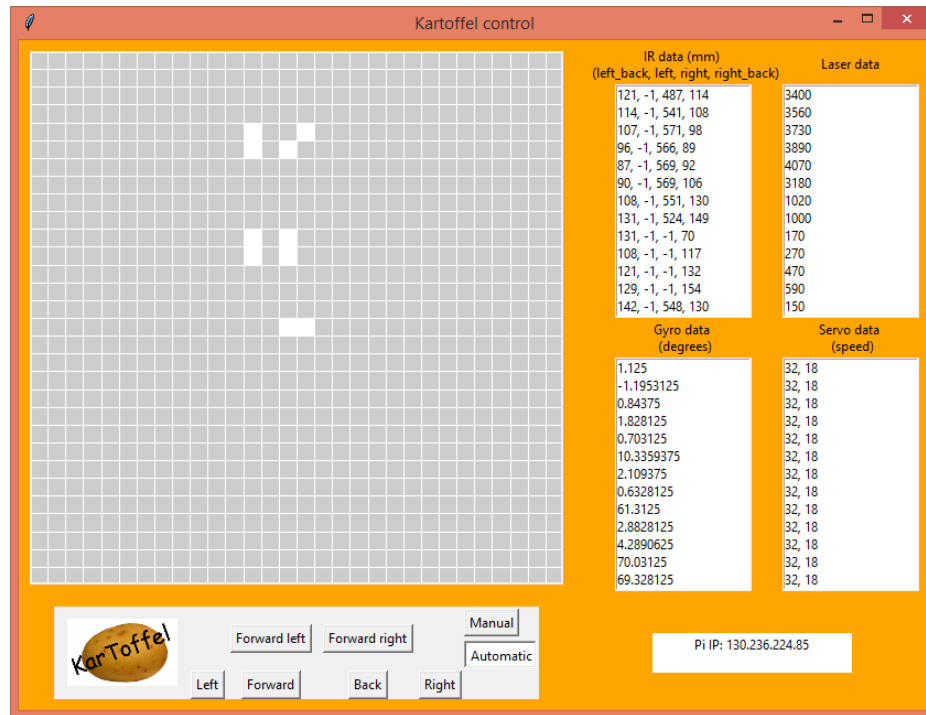 Kartoffel control
IR data (mm)
(left_back, left, right, right_back)
121, -1, 487, 114
114, -1, 541, 108
107, -1, 571, 98
96, -1, 566, 89
87, -1, 569, 92
90, -1, 569, 106
108, -1, 551, 130
131, -1, 524, 149
131, -1, -1, 70
108, -1, -1, 117
121, -1, -1, 132
129, -1, -1, 154
142, -1, 548, 130
Laser data
3400
3560
3730
3890
4070
3180
1020
1000
170
270
470
590
150
Gyro data
(degrees)
1.125
-1.1953125
0.84375
1.828125
0.703125
10.3359375
2.109375
0.6328125
61.3125
2.8828125
4.2890625
70.03125
69.328125
Servo data
(speed)
32, 18
32, 18
32, 18
32, 18
32, 18
32, 18
32, 18
32, 18
32, 18
32, 18
32, 18
32, 18
32, 18
KarToffel
Forward left
Forward right
Manual
Automatic
Left
Forward
Back
Right
Pi IP: 130.236.224.85